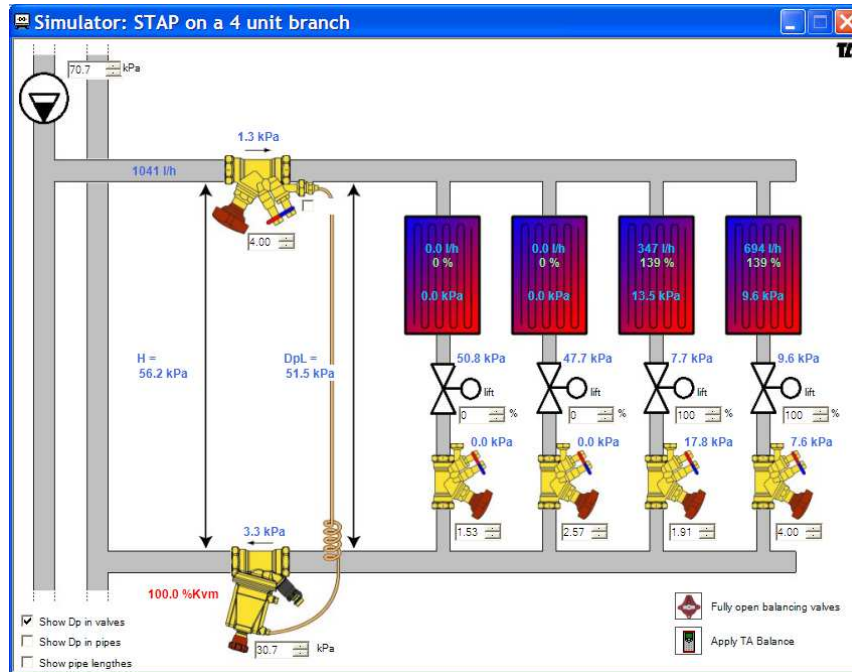 Simulator: STAP on a 4 unit branch
TA
70.7 kPa
1.3 kPa
1041 l/h
4.00
0.0 l/h 0.0 l/h 347 l/h 694 l/h
0 % 0 % 139 % 139 %
0.0 kPa 0.0 kPa 13.5 kPa 9.6 kPa
H = DpL =
56.2 kPa 51.5 kPa
50.8 kPa 47.7 kPa 7.7 kPa 9.6 kPa
lift lift lift lift
0 % 0 % 100 % 100 %
0.0 kPa 0.0 kPa 17.8 kPa 7.6 kPa
1.53 2.57 1.91 4.00
3.3 kPa
100.0 %Kvm
30.7 kPa
Show Dp in valves
Show Dp in pipes
Show pipe lengthes
Fully open balancing valves
Apply TA Balance